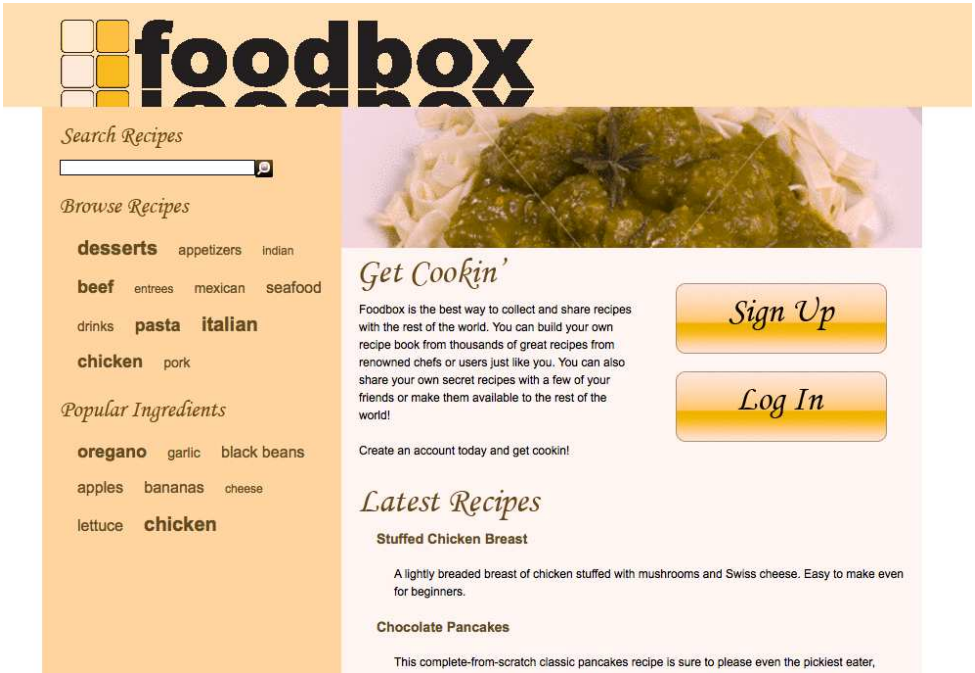 foodbox
Search Recipes
Browse Recipes
desserts appetizers indian
beef entrees mexican seafood
drinks pasta italian
chicken pork
Popular Ingredients
oregano garlic black beans
apples bananas cheese
lettuce chicken
Get Cookin'
Foodbox is the best way to collect and share recipes
with the rest of the world. You can build your own
recipe book from thousands of great recipes from
renowned chefs or users just like you. You can also
share your own secret recipes with a few of your
friends or make them available to the rest of the
world!
Create an account today and get cookin!
Sign Up
Log In
Latest Recipes
Stuffed Chicken Breast
A lightly breaded breast of chicken stuffed with mushrooms and Swiss cheese. Easy to make even
for beginners.
Chocolate Pancakes
This complete-from-scratch classic pancakes recipe is sure to please even the pickiest eater,